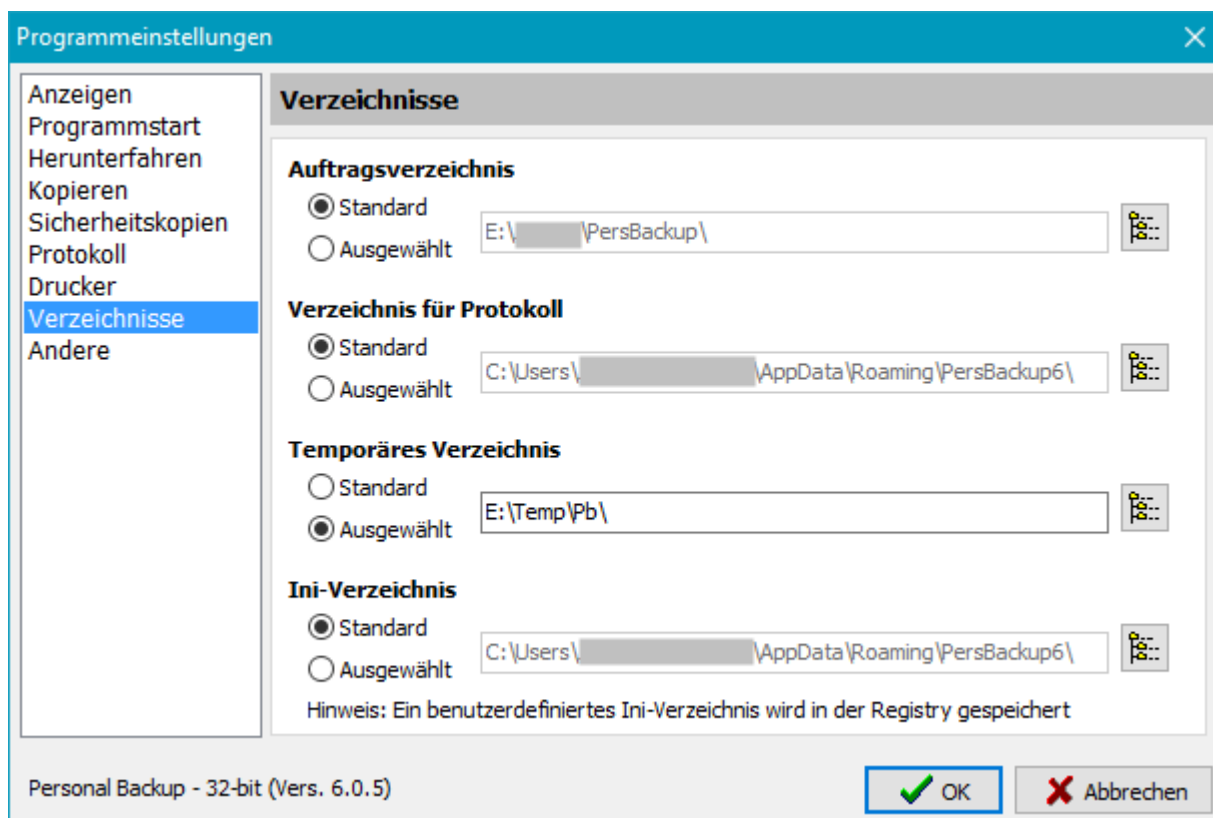 Programmeinstellungen
Anzeigen
Programmstart
Herunterfahren
Kopieren
Sicherheitskopien
Protokoll
Drucker
Verzeichnisse
Andere
Verzeichnisse
Auftragsverzeichnis
Standard
Ausgewählt
E:\ \PersBackup\
Verzeichnis für Protokoll
Standard
Ausgewählt
C:\Users\ \AppData\Roaming\PersBackup6\
Temporäres Verzeichnis
Standard
Ausgewählt
E:\Temp\Pb\
Ini-Verzeichnis
Standard
Ausgewählt
C:\Users\ \AppData\Roaming\PersBackup6\
Hinweis: Ein benutzerdefiniertes Ini-Verzeichnis wird in der Registry gespeichert
Personal Backup - 32-bit (Vers. 6.0.5)
OK
Abbrechen